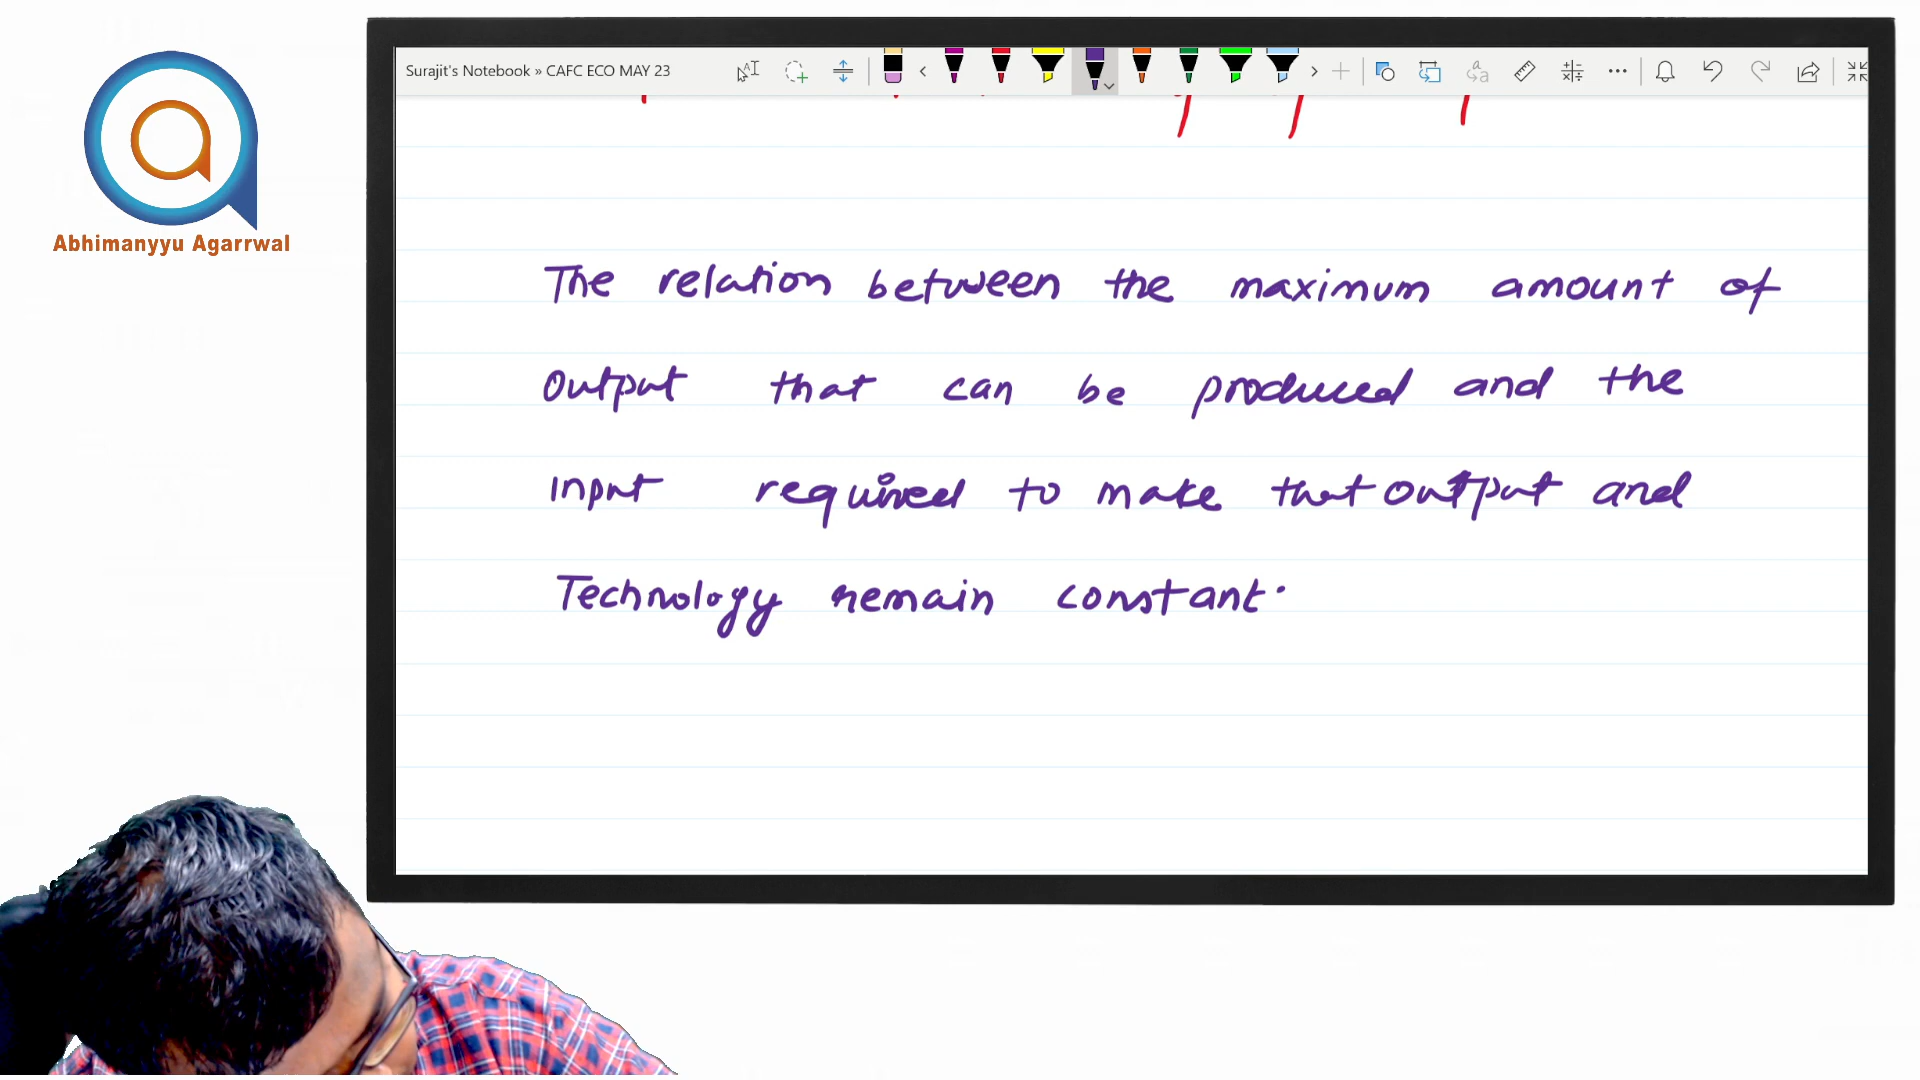 Surajit's Notebook » CAFC ECO MAY 23
Abhimanyyu Agarrwal
The relation between the maximum amount of
output that can be produced and the
input required to make that output and
Technology remain constant.